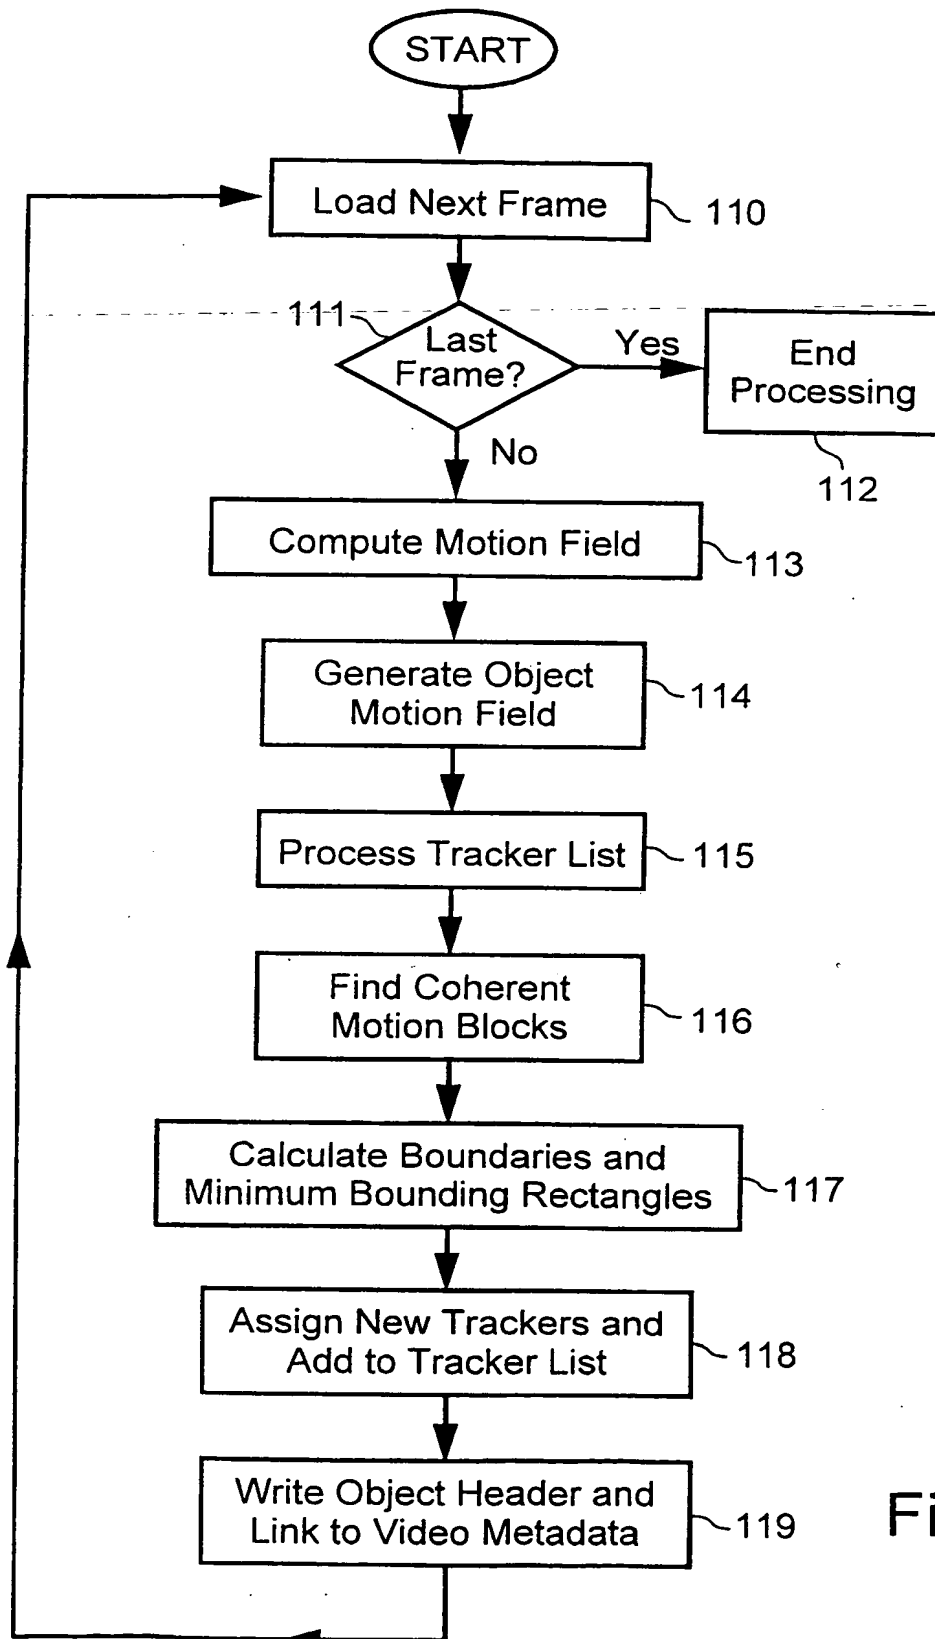 START
Load Next Frame
110
111
Last
Frame?
Yes
End
Processing
112
No
Compute Motion Field
113
Generate Object
Motion Field
114
Process Tracker List
115
Find Coherent
Motion Blocks
116
Calculate Boundaries and
Minimum Bounding Rectangles
117
Assign New Trackers and
Add to Tracker List
118
Write Object Header and
Link to Video Metadata
119